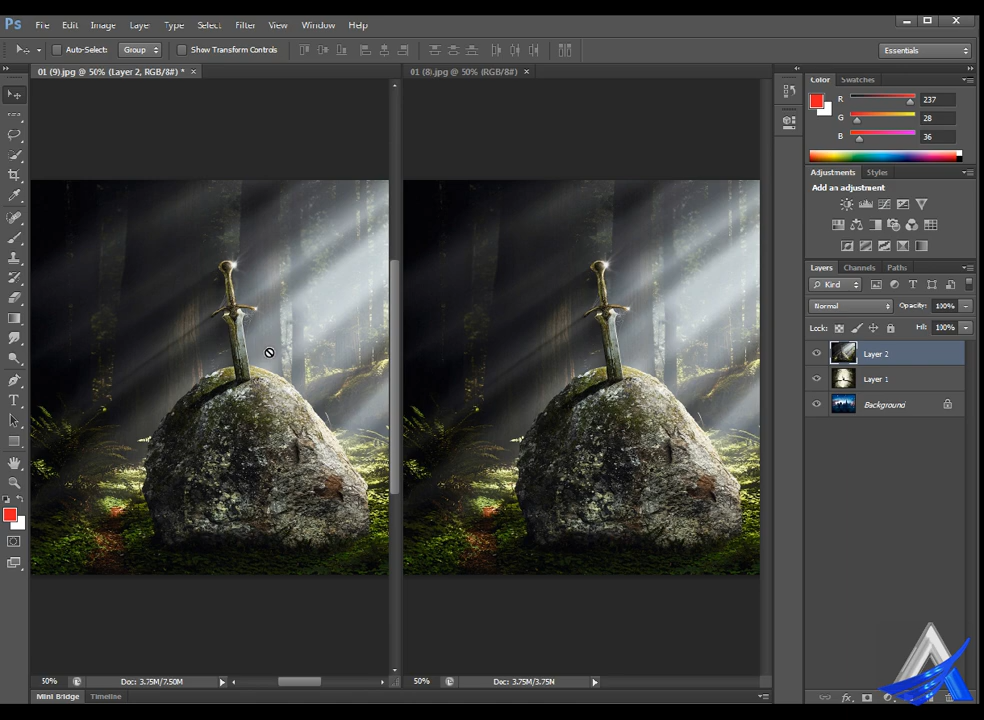 Ps File Edit Image Layer Type Select Filter View Window Help
Auto-Select: Group Show Transform Controls Essentials
01 (9).jpg @ 50% (Layer 2, RGB/8#) * × 01 (8).jpg @ 50% (RGB/8#) ×
Color Swatches
R 237
G 28
B 36
Adjustments Styles
Add an adjustment
Layers Channels Paths
Kind
Normal Opacity: 100%
Lock: Fill: 100%
Layer 2
Layer 1
Background
50% Doc: 3.75M/7.50M 50% Doc: 3.75M/3.75M
Mini Bridge Timeline